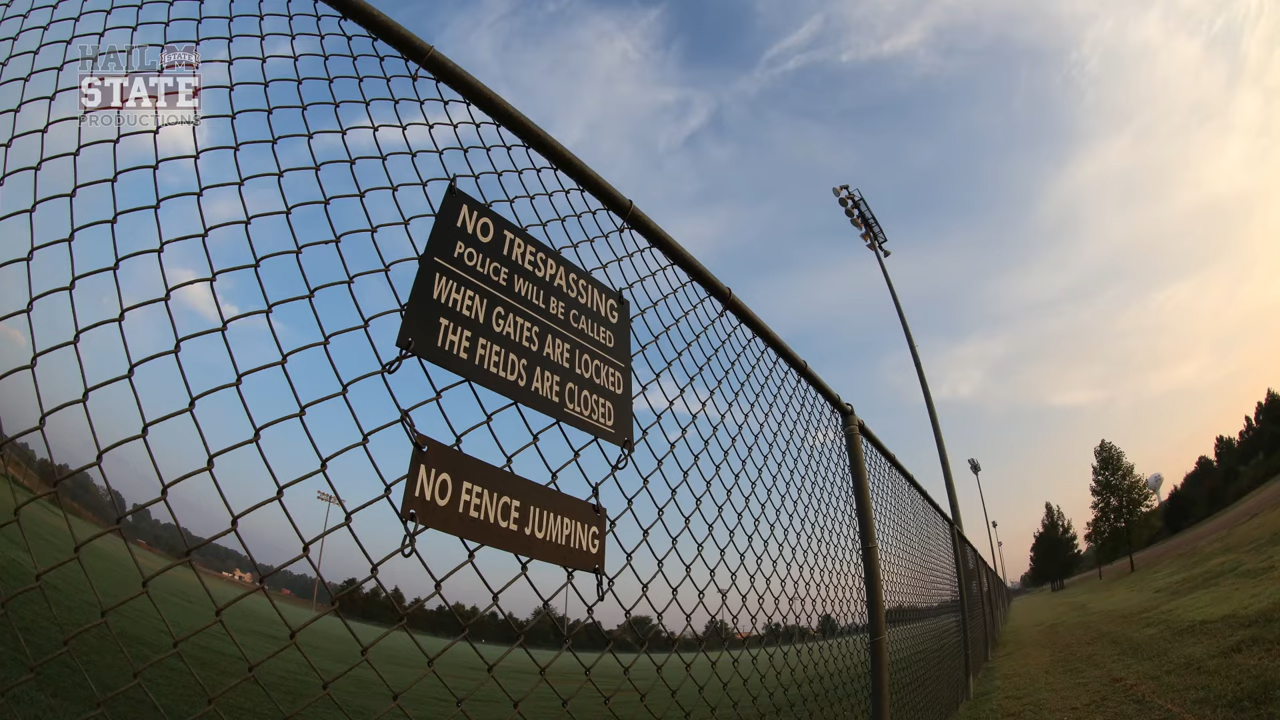 HAIL STATE
STATE
PRODUCTIONS
NO TRESPASSING
POLICE WILL BE CALLED
WHEN GATES ARE LOCKED
THE FIELDS ARE CLOSED
NO FENCE JUMPING